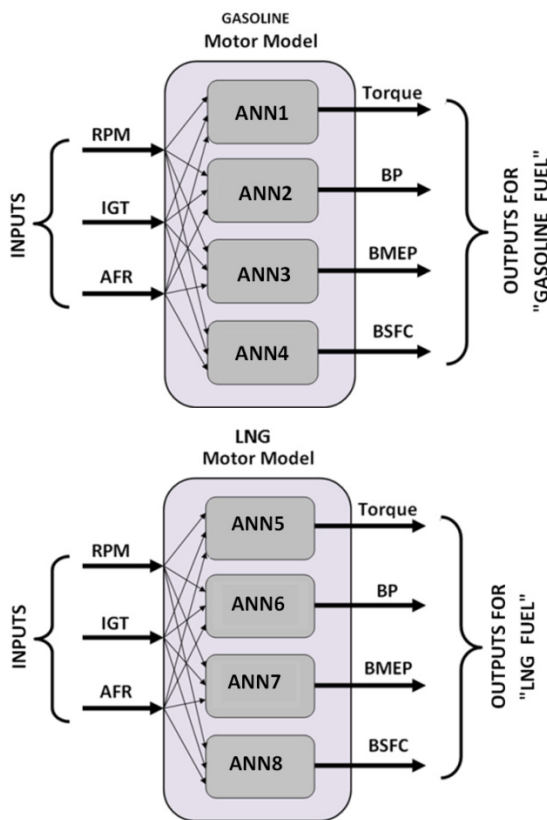 GASOLINE
Motor Model
INPUTS
RPM
IGT
AFR
ANN1
ANN2
ANN3
ANN4
Torque
BP
BMEP
BSFC
OUTPUTS FOR
"GASOLINE FUEL"
LNG
Motor Model
INPUTS
RPM
IGT
AFR
ANN5
ANN6
ANN7
ANN8
Torque
BP
BMEP
BSFC
OUTPUTS FOR
"LNG FUEL"